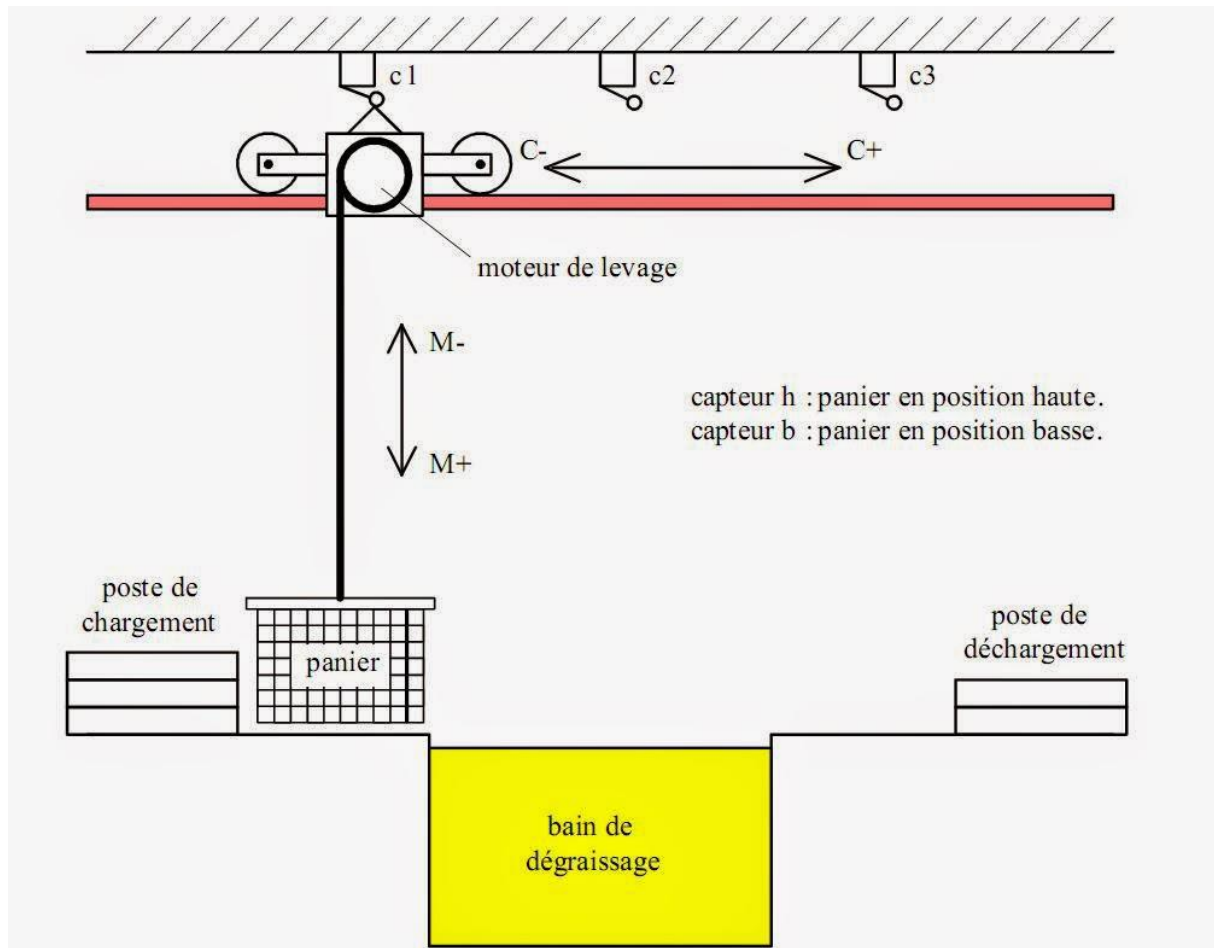 c1
c2
c3
C-
C+
moteur de levage
M-
M+
capteur h : panier en position haute.
capteur b : panier en position basse.
poste de
chargement
panier
poste de
déchargement
bain de
dégraissage